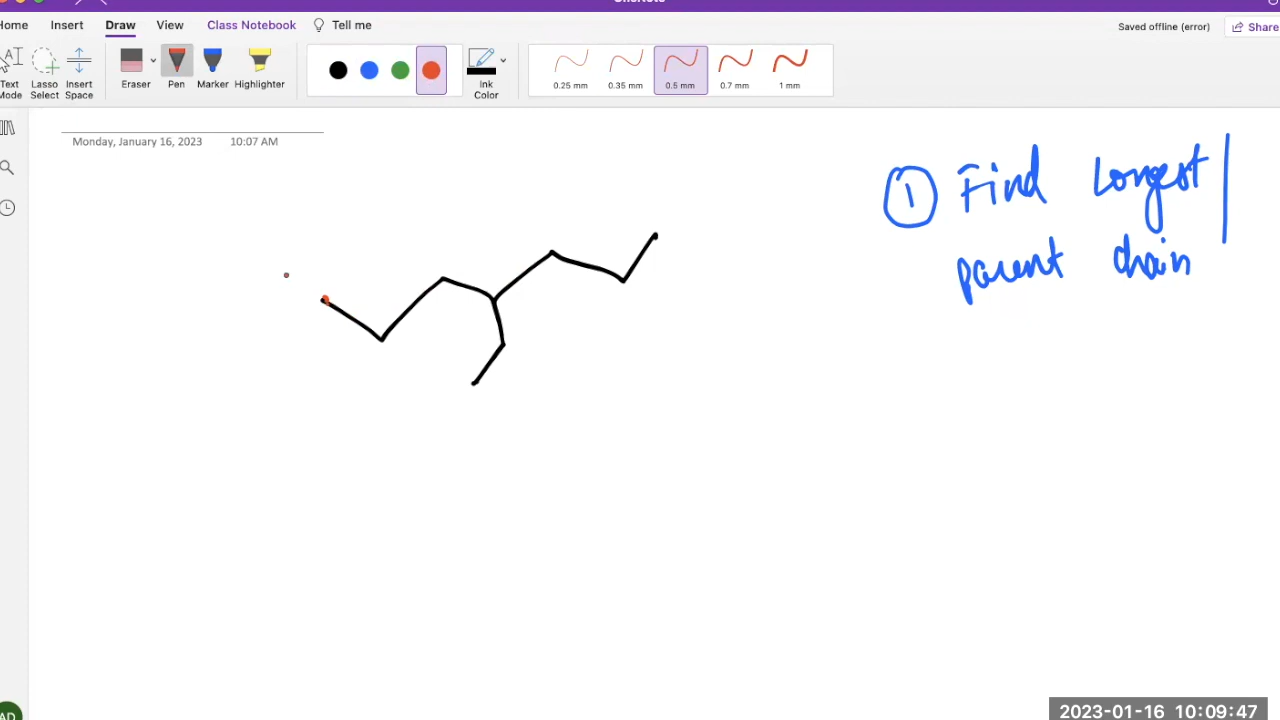 OneNote
Home Insert Draw View Class Notebook Tell me
Saved offline (error) Share
Text Mode
Lasso Select
Insert Space
Eraser
Pen
Marker
Highlighter
Ink Color
0.25 mm
0.35 mm
0.5 mm
0.7 mm
1 mm
Monday, January 16, 2023 10:07 AM
① Find Longest
parent chain
AD
2023-01-16 10:09:47